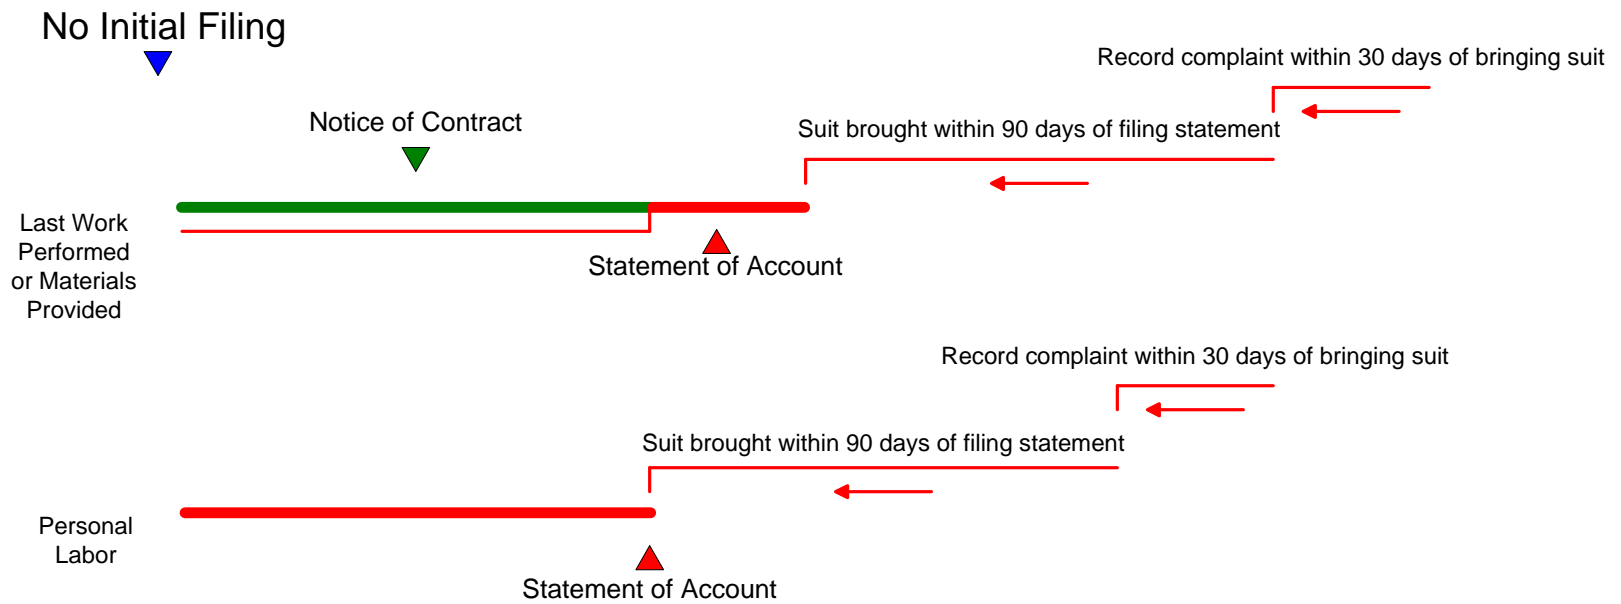 No Initial Filing
Record complaint within 30 days of bringing suit
Notice of Contract
Suit brought within 90 days of filing statement
Last Work
Performed
or Materials
Provided
Statement of Account
Record complaint within 30 days of bringing suit
Suit brought within 90 days of filing statement
Personal
Labor
Statement of Account